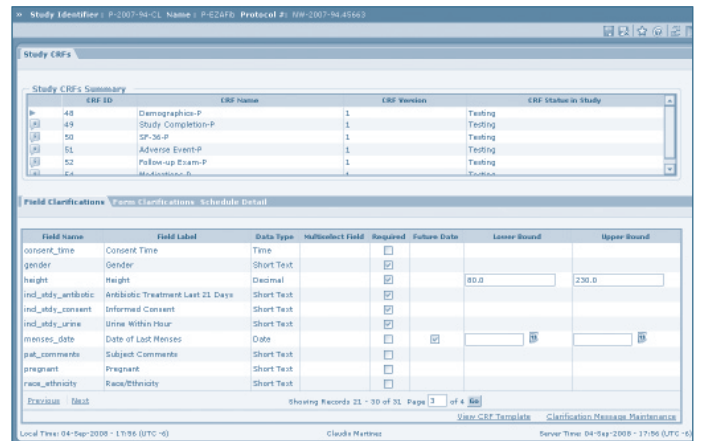 » Study Identifier: P-2007-94-CL Name: P-EZAFIb Protocol #: NW-2007-94.45663
Study CRFs
Study CRFs Summary
CRF ID CRF Name CRF Version CRF Status in Study
48 Demographics-P 1 Testing
49 Study Completion-P 1 Testing
50 SF-36-P 1 Testing
51 Adverse Event-P 1 Testing
52 Follow-up Exam-P 1 Testing
54 Medications-P 1 Testing
Field Clarifications Form Clarifications Schedule Detail
Field Name Field Label Data Type Multiselect Field Required Future Date Lower Bound Upper Bound
consent_time Consent Time Time
gender Gender Short Text
height Height Decimal 80.0 230.0
incl_stdy_antibotic Antibiotic Treatment Last 21 Days Short Text
incl_stdy_consent Informed Consent Short Text
incl_stdy_urine Urine Within Hour Short Text
menses_date Date of Last Menses Date
pat_comments Subject Comments Short Text
pregnant Pregnant Short Text
race_ethnicity Race/Ethnicity Short Text
Previous Next Showing Records 21 - 30 of 31 Page 3 of 4 Go
View CRF Template Clarification Message Maintenance
Local Time: 04-Sep-2008 - 17:56 (UTC -6) Claudia Martinez Server Time: 04-Sep-2008 - 17:56 (UTC -6)